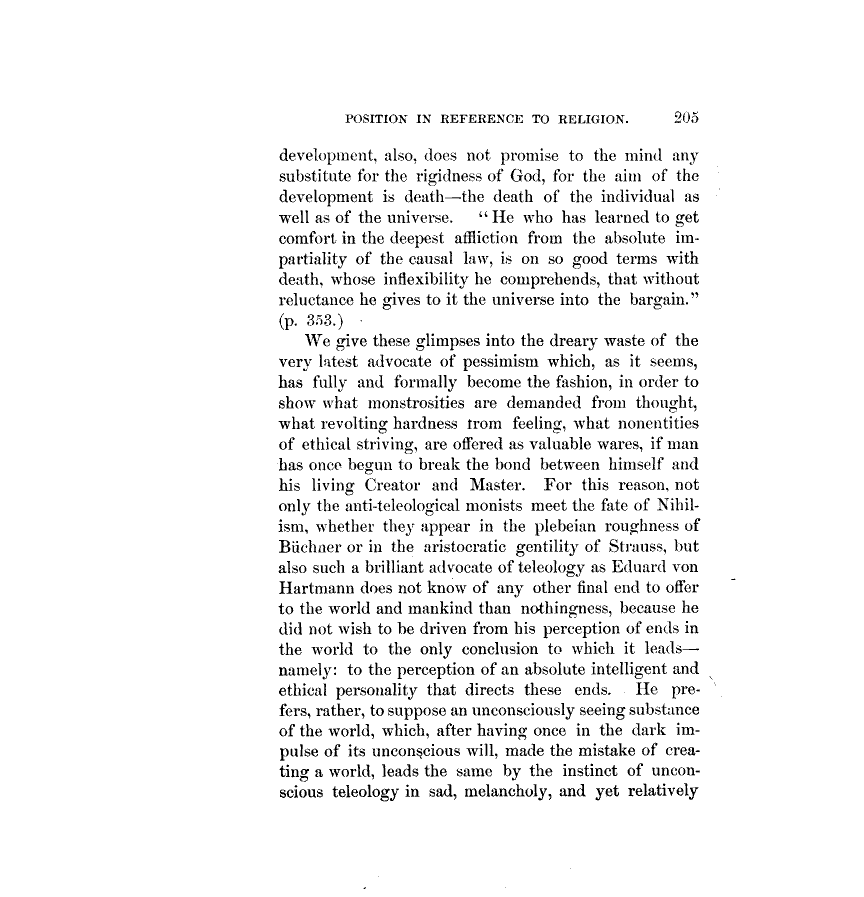 POSITION IN REFERENCE TO RELIGION. 205
development, also, does not promise to the mind any
substitute for the rigidness of God, for the aim of the
development is death—the death of the individual as
well as of the universe. “He who has learned to get
comfort in the deepest affliction from the absolute im-
partiality of the causal law, is on so good terms with
death, whose inflexibility he comprehends, that without
reluctance he gives to it the universe into the bargain.”
(p. 353.)
We give these glimpses into the dreary waste of the
very latest advocate of pessimism which, as it seems,
has fully and formally become the fashion, in order to
show what monstrosities are demanded from thought,
what revolting hardness from feeling, what nonentities
of ethical striving, are offered as valuable wares, if man
has once begun to break the bond between himself and
his living Creator and Master. For this reason, not
only the anti-teleological monists meet the fate of Nihil-
ism, whether they appear in the plebeian roughness of
Büchner or in the aristocratic gentility of Strauss, but
also such a brilliant advocate of teleology as Eduard von
Hartmann does not know of any other final end to offer
to the world and mankind than nothingness, because he
did not wish to be driven from his perception of ends in
the world to the only conclusion to which it leads—
namely: to the perception of an absolute intelligent and
ethical personality that directs these ends. He pre-
fers, rather, to suppose an unconsciously seeing substance
of the world, which, after having once in the dark im-
pulse of its unconscious will, made the mistake of crea-
ting a world, leads the same by the instinct of uncon-
scious teleology in sad, melancholy, and yet relatively